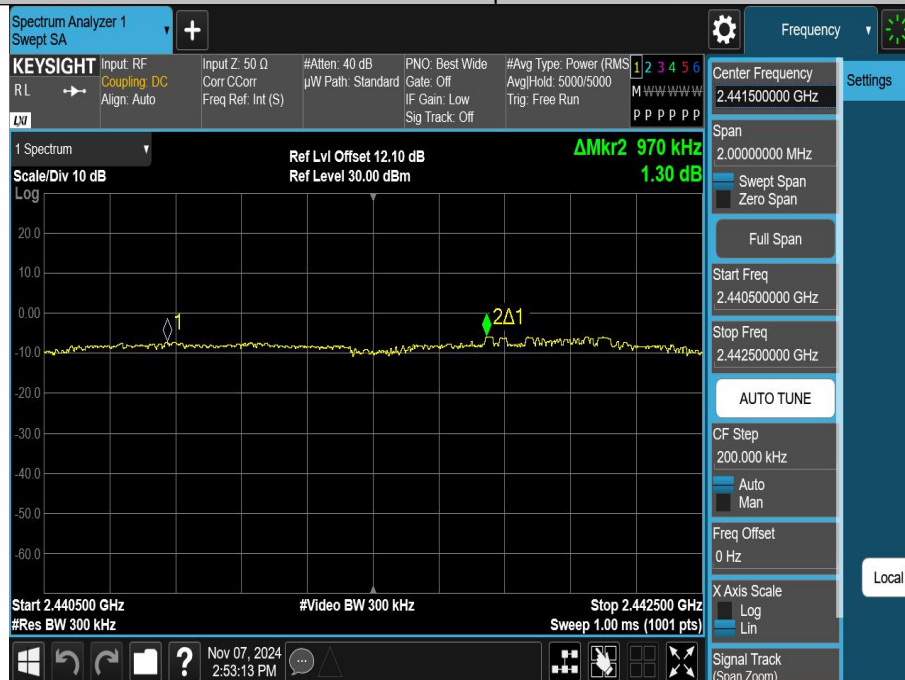 Spectrum Analyzer 1
Swept SA
+
Frequency
KEYSIGHT
RL
LXI
Input: RF
Coupling: DC
Align: Auto
Input Z: 50 Ω
Corr CCorr
Freq Ref: Int (S)
#Atten: 40 dB
µW Path: Standard
PNO: Best Wide
Gate: Off
IF Gain: Low
Sig Track: Off
#Avg Type: Power (RMS
Avg|Hold: 5000/5000
Trig: Free Run
1 2 3 4 5 6
M W W W W W
P P P P P P
1 Spectrum
Scale/Div 10 dB
Log
Ref Lvl Offset 12.10 dB
Ref Level 30.00 dBm
ΔMkr2 970 kHz
1.30 dB
20.0
10.0
0.00
-10.0
-20.0
-30.0
-40.0
-50.0
-60.0
1
2Δ1
Start 2.440500 GHz
#Res BW 300 kHz
#Video BW 300 kHz
Stop 2.442500 GHz
Sweep 1.00 ms (1001 pts)
Center Frequency
2.441500000 GHz
Settings
Span
2.00000000 MHz
Swept Span
Zero Span
Full Span
Start Freq
2.440500000 GHz
Stop Freq
2.442500000 GHz
AUTO TUNE
CF Step
200.000 kHz
Auto
Man
Freq Offset
0 Hz
Local
X Axis Scale
Log
Lin
Signal Track
(Span Zoom)
?
Nov 07, 2024
2:53:13 PM